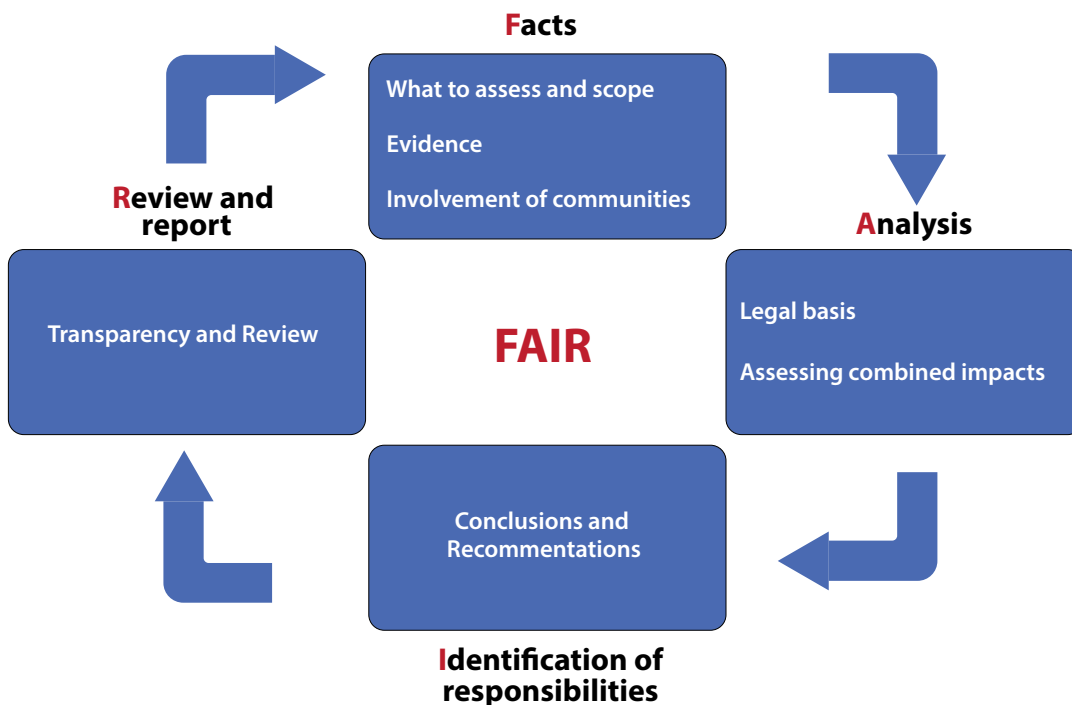 Facts
What to assess and scope
Evidence
Involvement of communities
Analysis
Legal basis
Assessing combined impacts
Identification of
responsibilities
Conclusions and
Recommentations
Review and
report
Transparency and Review
FAIR